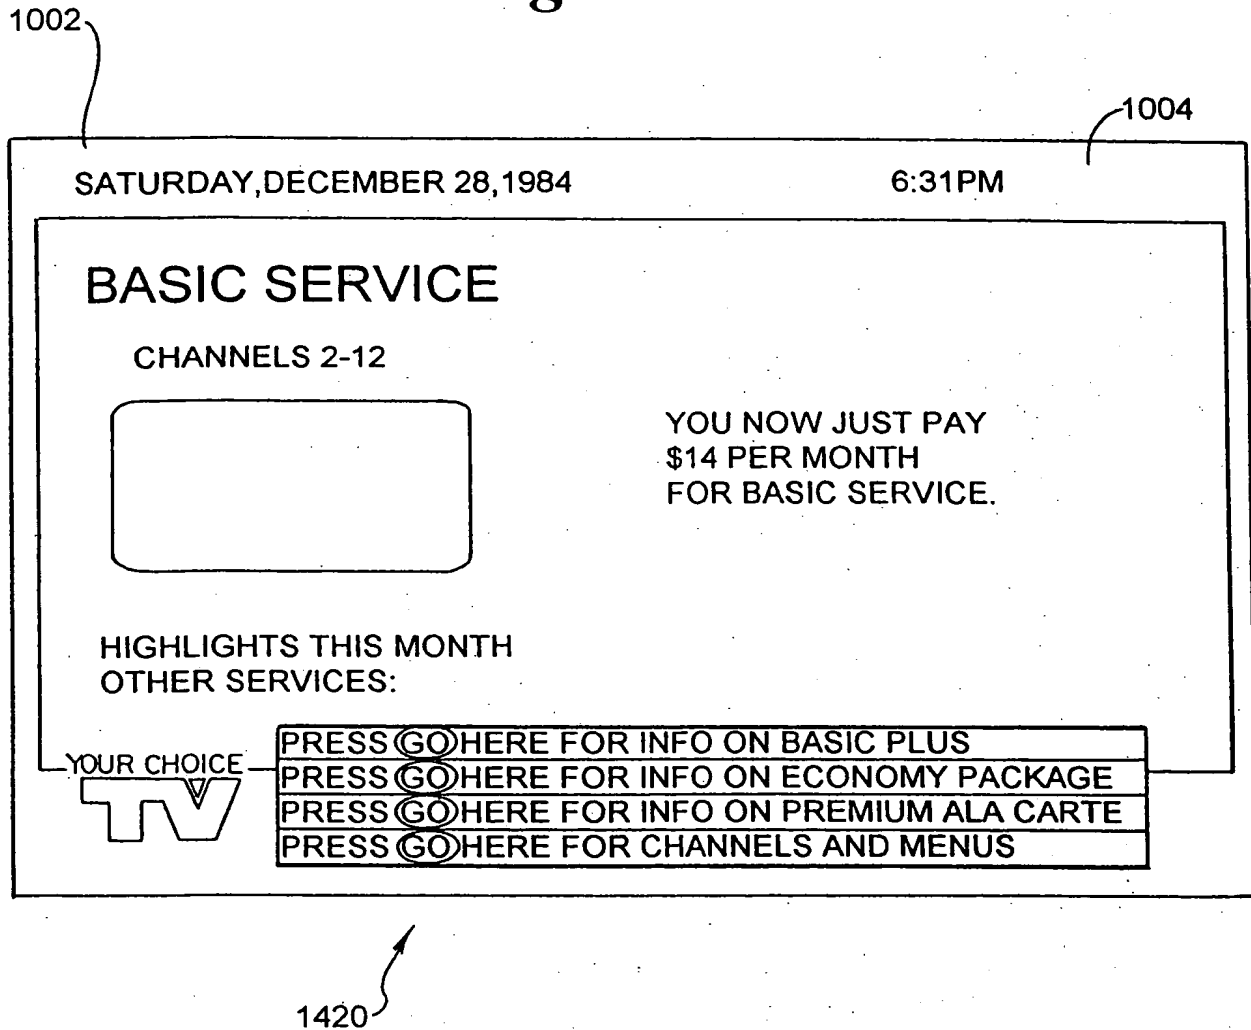 1002
1004
SATURDAY,DECEMBER 28,1984 6:31PM
BASIC SERVICE
CHANNELS 2-12
YOU NOW JUST PAY
$14 PER MONTH
FOR BASIC SERVICE.
HIGHLIGHTS THIS MONTH
OTHER SERVICES:
YOUR CHOICE
TV
PRESS GO HERE FOR INFO ON BASIC PLUS
PRESS GO HERE FOR INFO ON ECONOMY PACKAGE
PRESS GO HERE FOR INFO ON PREMIUM ALA CARTE
PRESS GO HERE FOR CHANNELS AND MENUS
1420